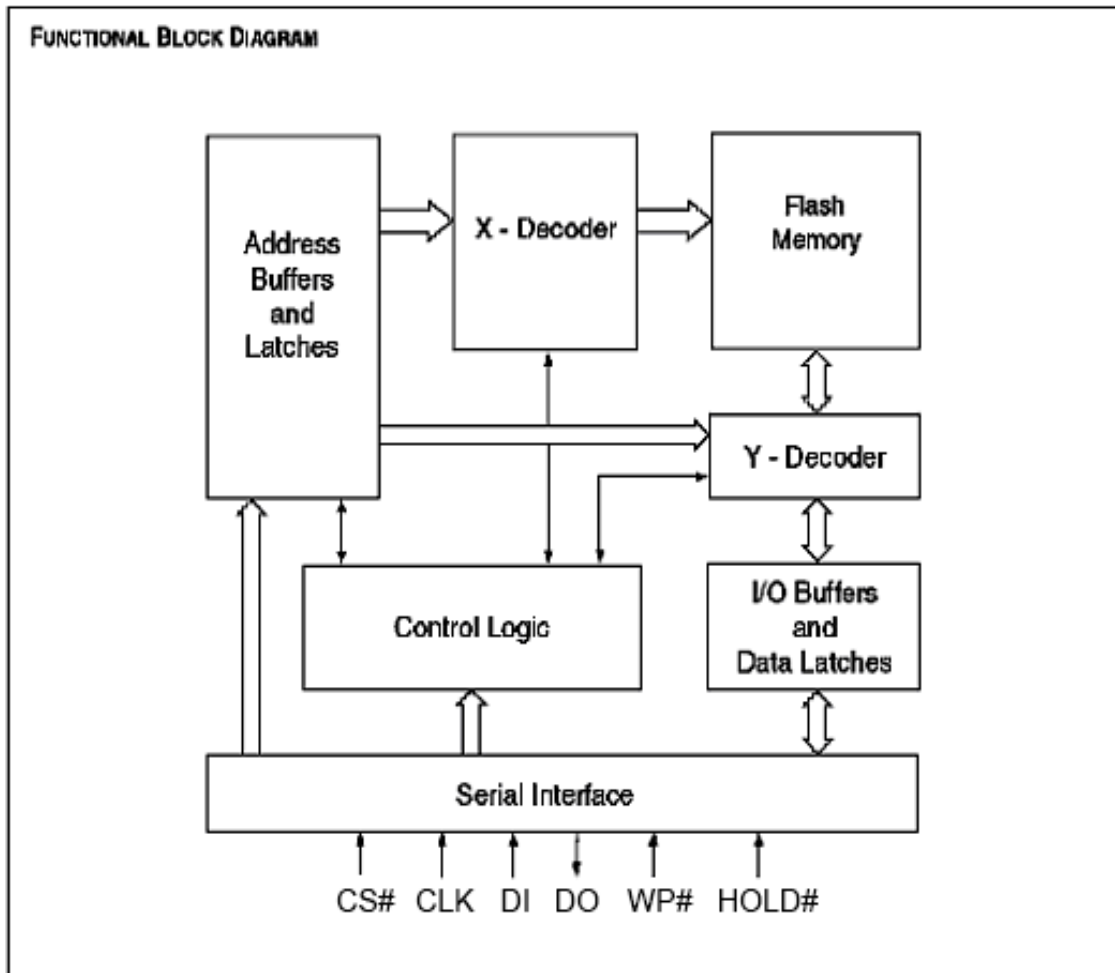 FUNCTIONAL BLOCK DIAGRAM
Address
Buffers
and
Latches
X - Decoder
Flash
Memory
Y - Decoder
Control Logic
I/O Buffers
and
Data Latches
Serial Interface
CS# CLK DI DO WP# HOLD#